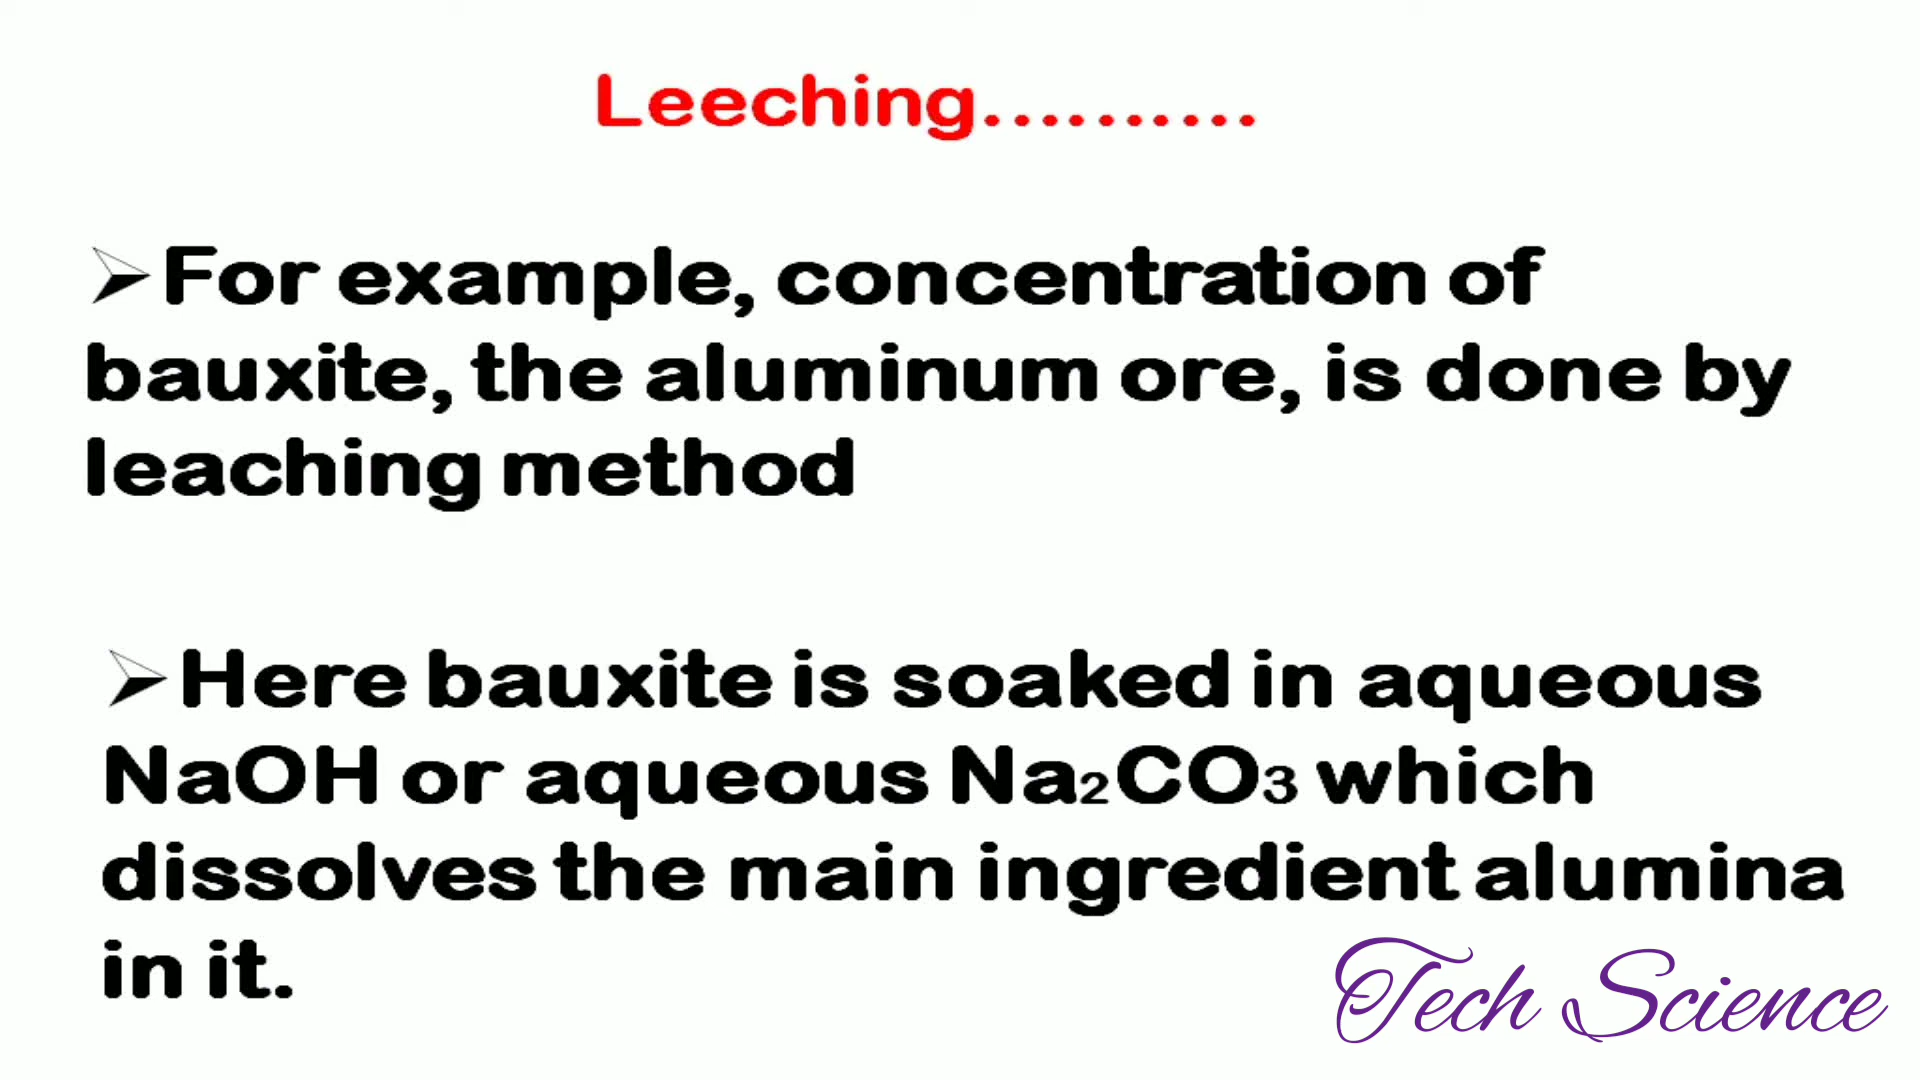 Leeching..........
➢For example, concentration of
bauxite, the aluminum ore, is done by
leaching method
➢Here bauxite is soaked in aqueous
NaOH or aqueous Na₂CO₃ which
dissolves the main ingredient alumina
in it.
Tech Science